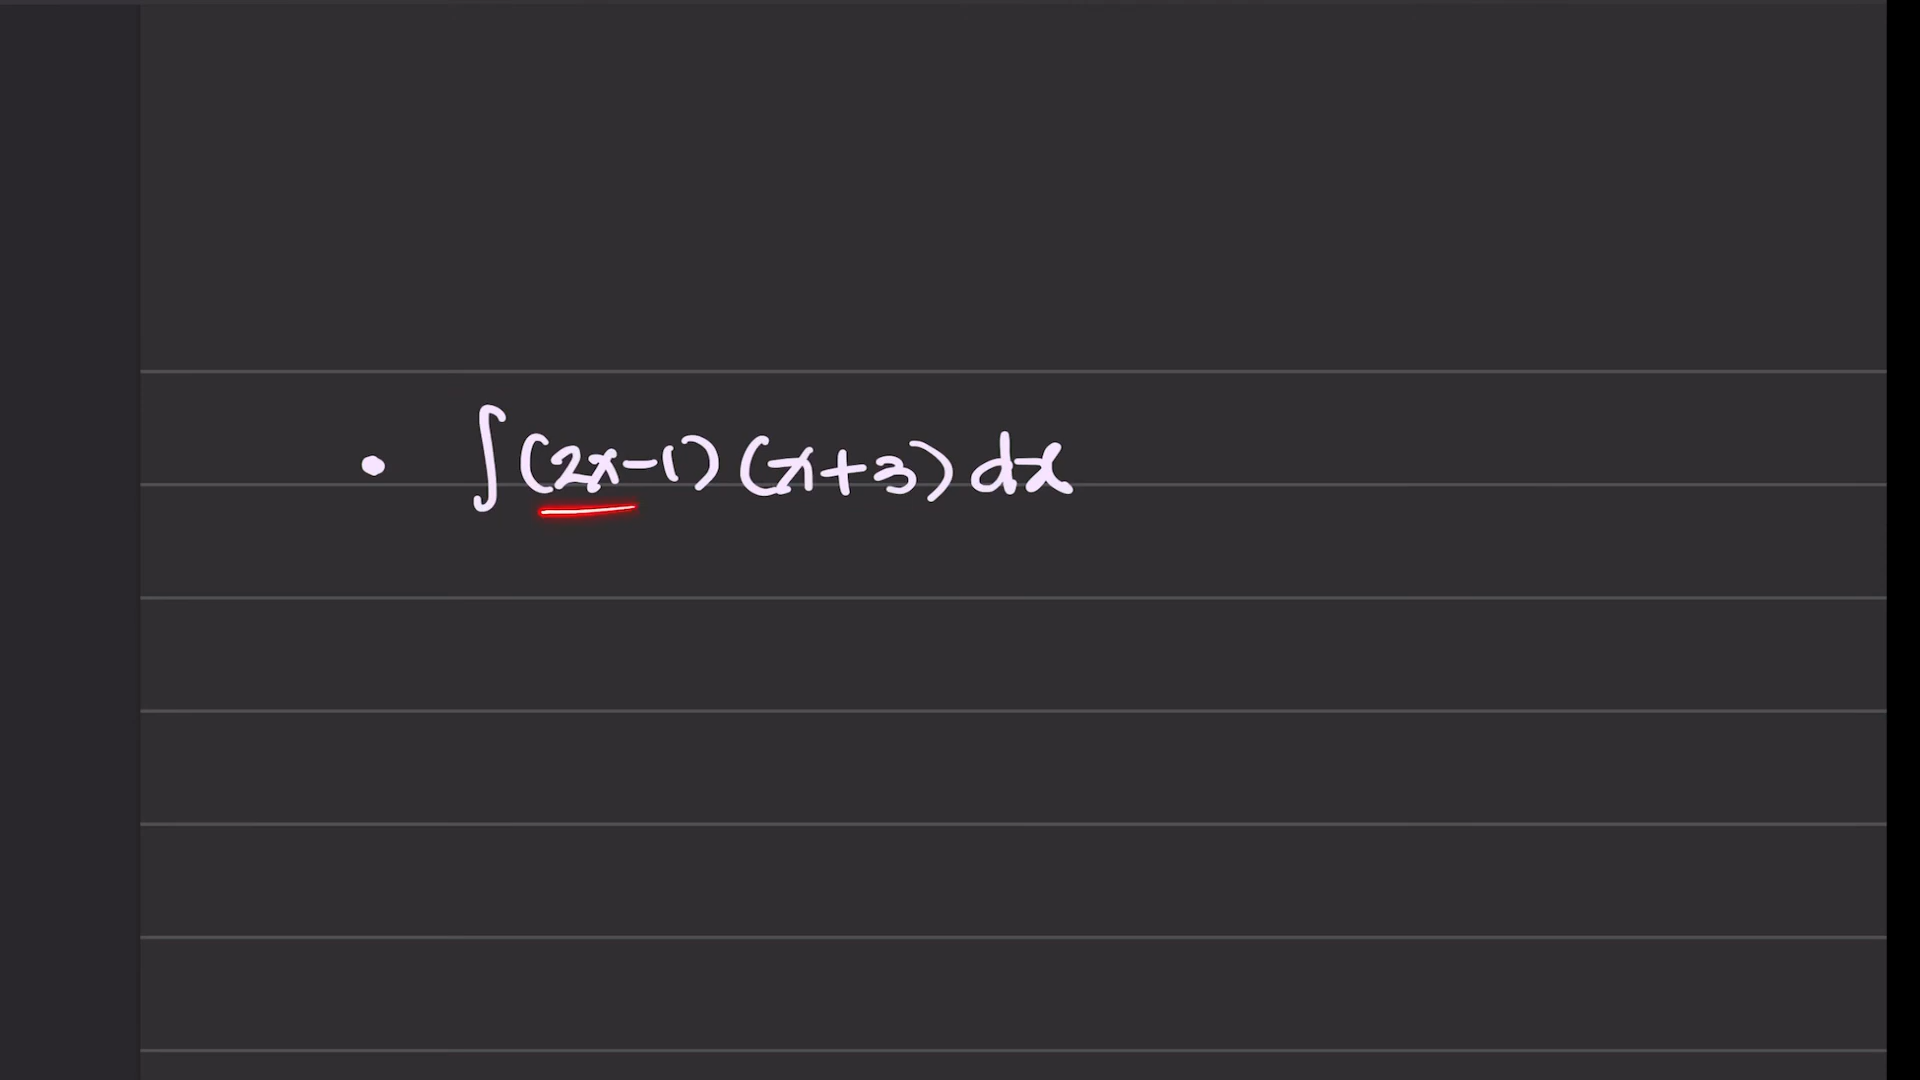 • ∫(2x-1)(x+3)dx